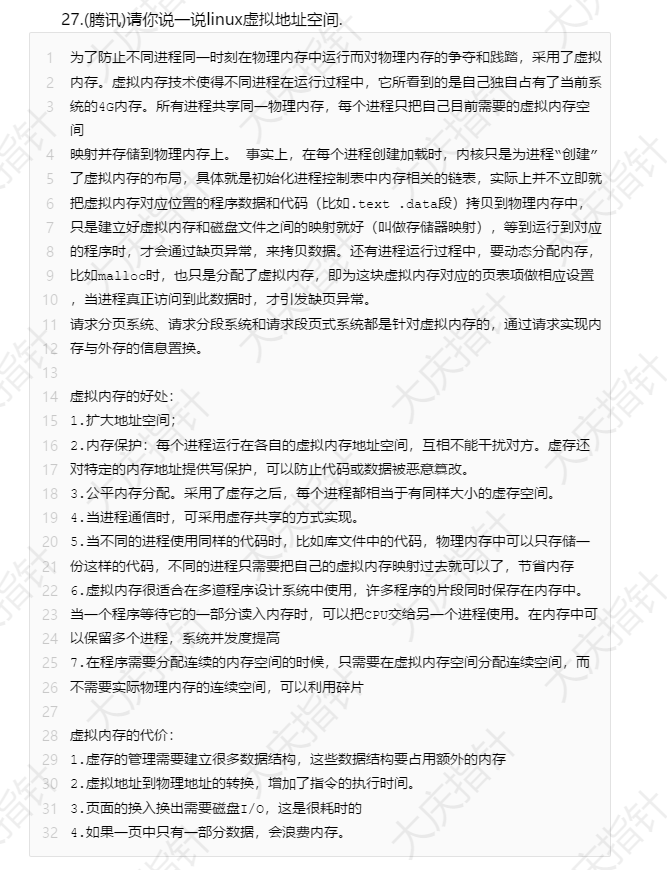 27.(腾讯)请你说一说linux虚拟地址空间.
1 为了防止不同进程同一时刻在物理内存中运行而对物理内存的争夺和践踏，采用了虚拟
2 内存。虚拟内存技术使得不同进程在运行过程中，它所看到的是自己独自占有了当前系
3 统的4G内存。所有进程共享同一物理内存，每个进程只把自己目前需要的虚拟内存空
间
4 映射并存储到物理内存上。 事实上，在每个进程创建加载时，内核只是为进程“创建”
5 了虚拟内存的布局，具体就是初始化进程控制表中内存相关的链表，实际上并不立即就
6 把虚拟内存对应位置的程序数据和代码（比如.text .data段）拷贝到物理内存中，
7 只是建立好虚拟内存和磁盘文件之间的映射就好（叫做存储器映射），等到运行到对应
8 的程序时，才会通过缺页异常，来拷贝数据。还有进程运行过程中，要动态分配内存，
9 比如malloc时，也只是分配了虚拟内存，即为这块虚拟内存对应的页表项做相应设置
10 ，当进程真正访问到此数据时，才引发缺页异常。
11 请求分页系统、请求分段系统和请求段页式系统都是针对虚拟内存的，通过请求实现内
12 存与外存的信息置换。
13
14 虚拟内存的好处：
15 1.扩大地址空间；
16 2.内存保护：每个进程运行在各自的虚拟内存地址空间，互相不能干扰对方。虚存还
17 对特定的内存地址提供写保护，可以防止代码或数据被恶意篡改。
18 3.公平内存分配。采用了虚存之后，每个进程都相当于有同样大小的虚存空间。
19 4.当进程通信时，可采用虚存共享的方式实现。
20 5.当不同的进程使用同样的代码时，比如库文件中的代码，物理内存中可以只存储一
21 份这样的代码，不同的进程只需要把自己的虚拟内存映射过去就可以了，节省内存
22 6.虚拟内存很适合在多道程序设计系统中使用，许多程序的片段同时保存在内存中。
23 当一个程序等待它的一部分读入内存时，可以把CPU交给另一个进程使用。在内存中可
24 以保留多个进程，系统并发度提高
25 7.在程序需要分配连续的内存空间的时候，只需要在虚拟内存空间分配连续空间，而
26 不需要实际物理内存的连续空间，可以利用碎片
27
28 虚拟内存的代价：
29 1.虚存的管理需要建立很多数据结构，这些数据结构要占用额外的内存
30 2.虚拟地址到物理地址的转换，增加了指令的执行时间。
31 3.页面的换入换出需要磁盘I/O，这是很耗时的
32 4.如果一页中只有一部分数据，会浪费内存。
大庆指针